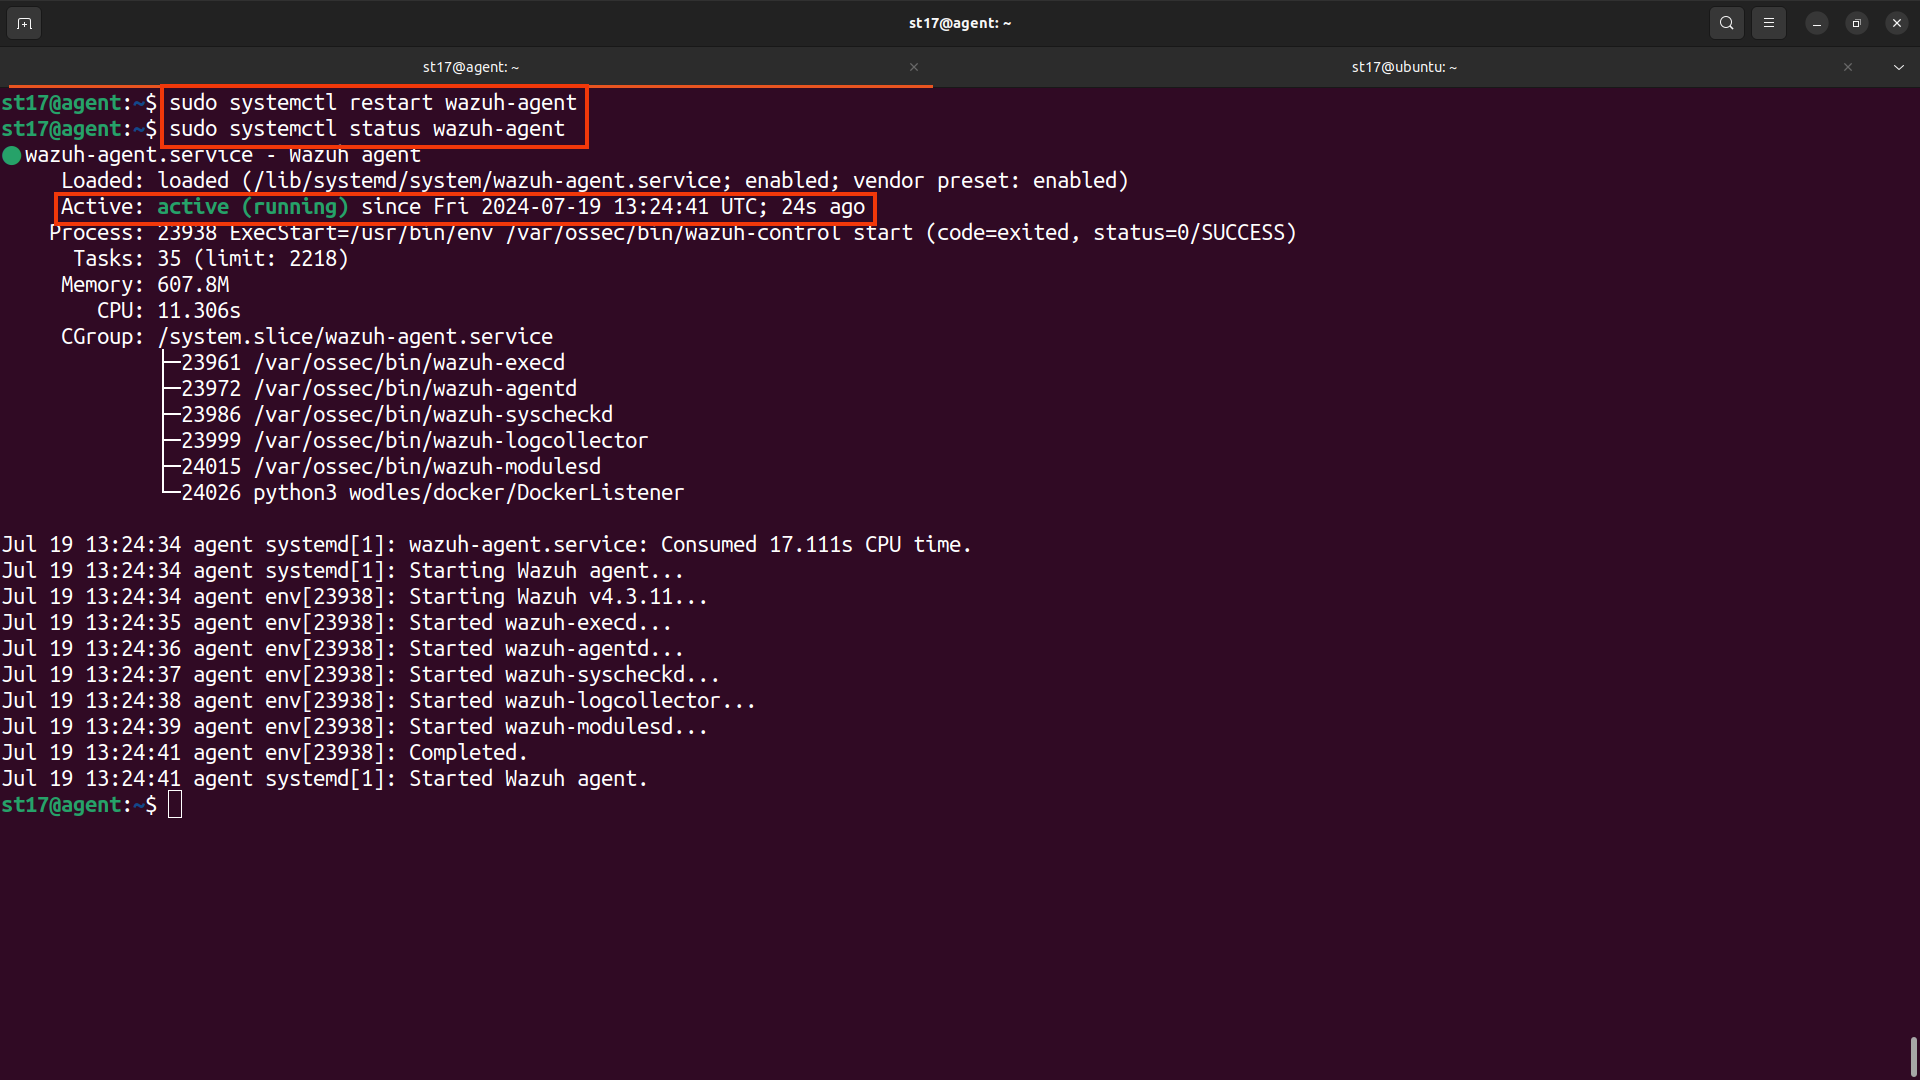 st17@agent: ~
st17@agent: ~
st17@ubuntu: ~
st17@agent:~$ sudo systemctl restart wazuh-agent
st17@agent:~$ sudo systemctl status wazuh-agent
wazuh-agent.service - Wazuh agent
Loaded: loaded (/lib/systemd/system/wazuh-agent.service; enabled; vendor preset: enabled)
Active: active (running) since Fri 2024-07-19 13:24:41 UTC; 24s ago
Process: 23938 ExecStart=/usr/bin/env /var/ossec/bin/wazuh-control start (code=exited, status=0/SUCCESS)
Tasks: 35 (limit: 2218)
Memory: 607.8M
CPU: 11.306s
CGroup: /system.slice/wazuh-agent.service
├─23961 /var/ossec/bin/wazuh-execd
├─23972 /var/ossec/bin/wazuh-agentd
├─23986 /var/ossec/bin/wazuh-syscheckd
├─23999 /var/ossec/bin/wazuh-logcollector
├─24015 /var/ossec/bin/wazuh-modulesd
└─24026 python3 wodles/docker/DockerListener
Jul 19 13:24:34 agent systemd[1]: wazuh-agent.service: Consumed 17.111s CPU time.
Jul 19 13:24:34 agent systemd[1]: Starting Wazuh agent...
Jul 19 13:24:34 agent env[23938]: Starting Wazuh v4.3.11...
Jul 19 13:24:35 agent env[23938]: Started wazuh-execd...
Jul 19 13:24:36 agent env[23938]: Started wazuh-agentd...
Jul 19 13:24:37 agent env[23938]: Started wazuh-syscheckd...
Jul 19 13:24:38 agent env[23938]: Started wazuh-logcollector...
Jul 19 13:24:39 agent env[23938]: Started wazuh-modulesd...
Jul 19 13:24:41 agent env[23938]: Completed.
Jul 19 13:24:41 agent systemd[1]: Started Wazuh agent.
st17@agent:~$